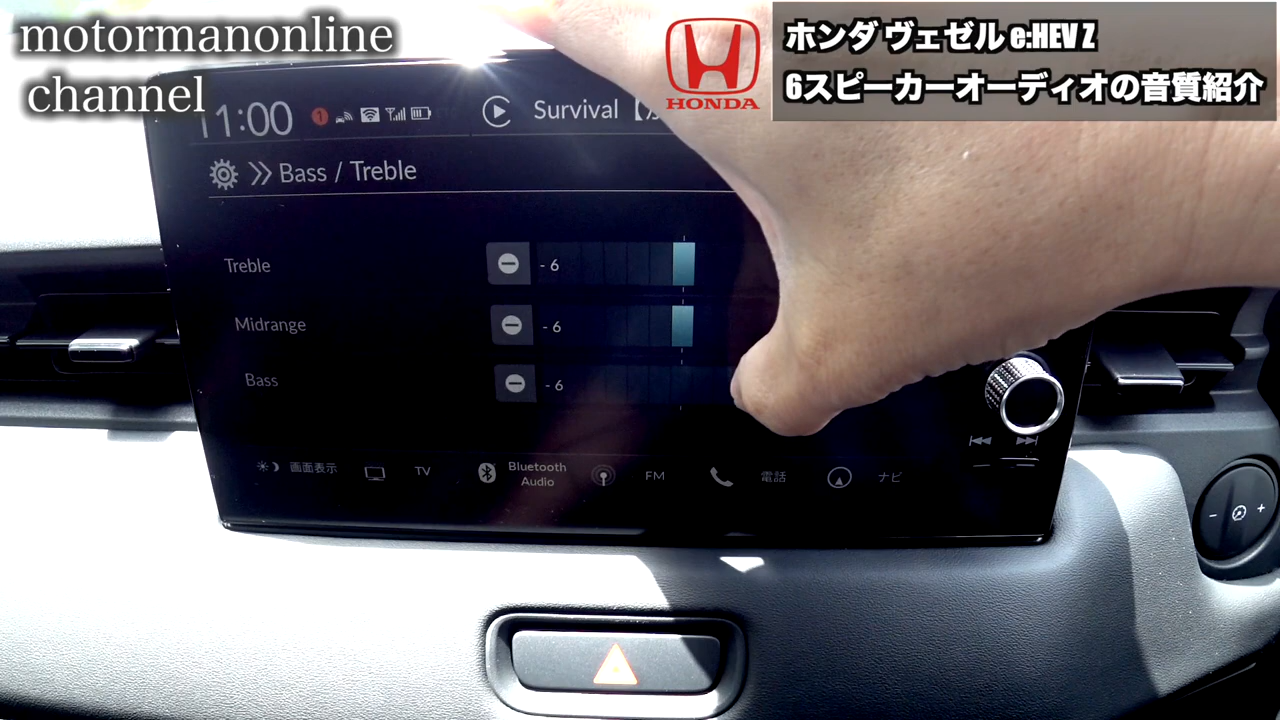 motormanonline
channel
HONDA
ホンダ ヴェゼル e:HEV Z
6スピーカーオーディオの音質紹介
11:00
1
Survival
Bass / Treble
Treble
- 6
Midrange
- 6
Bass
- 6
画面表示
TV
Bluetooth
Audio
FM
電話
ナビ